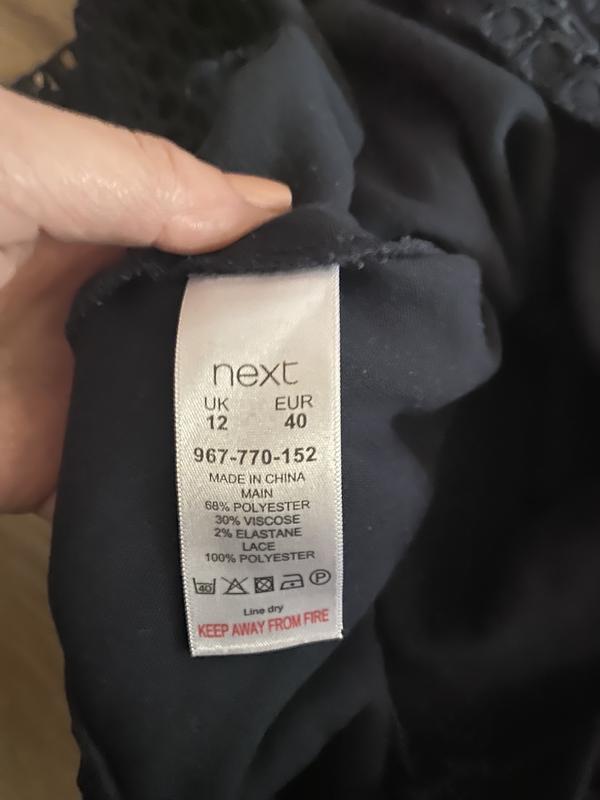 next
UK EUR
12 40
967-770-152
MADE IN CHINA
MAIN
68% POLYESTER
30% VISCOSE
2% ELASTANE
LACE
100% POLYESTER
40 P
Line dry
KEEP AWAY FROM FIRE